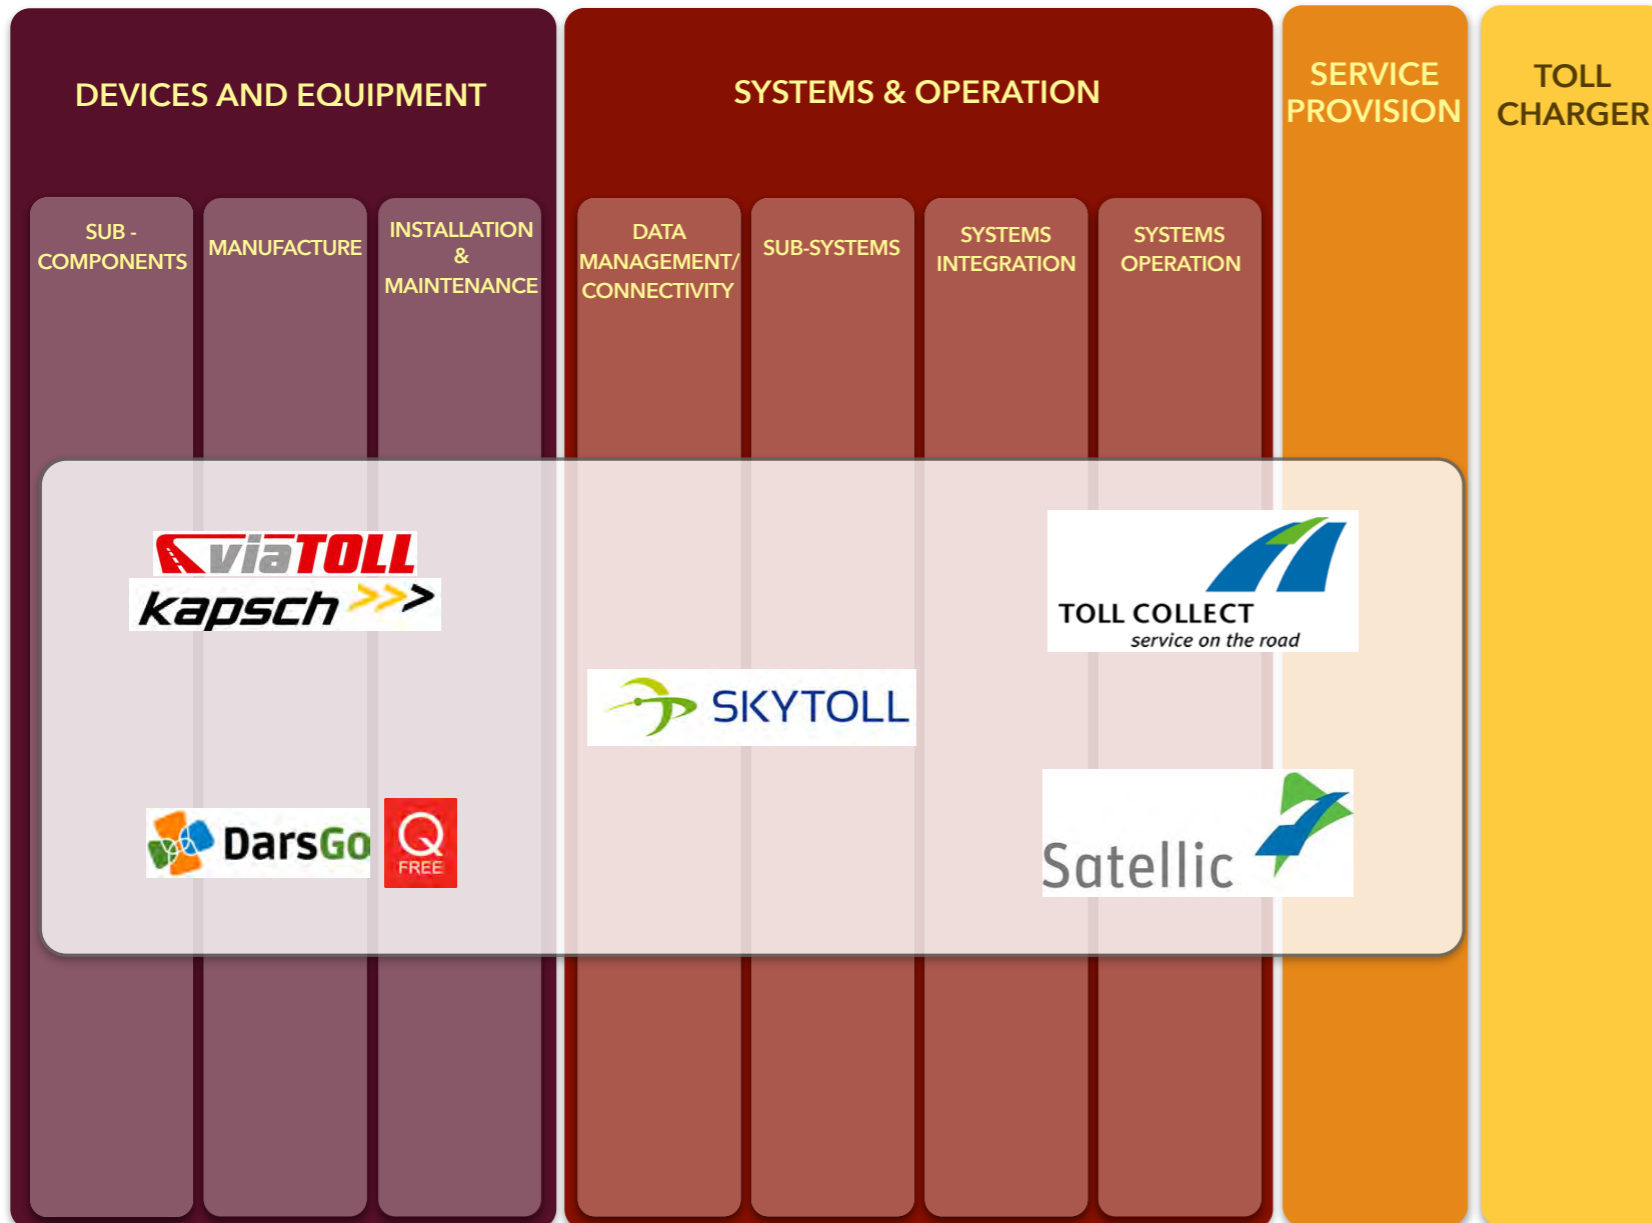 DEVICES AND EQUIPMENT
SYSTEMS & OPERATION
SERVICE
PROVISION
TOLL
CHARGER
SUB -
COMPONENTS
MANUFACTURE
INSTALLATION
&
MAINTENANCE
DATA
MANAGEMENT/
CONNECTIVITY
SUB-SYSTEMS
SYSTEMS
INTEGRATION
SYSTEMS
OPERATION
viaTOLL
kapsch >>>
TOLL COLLECT
service on the road
SKYTOLL
DarsGo
Q
FREE
Satellic